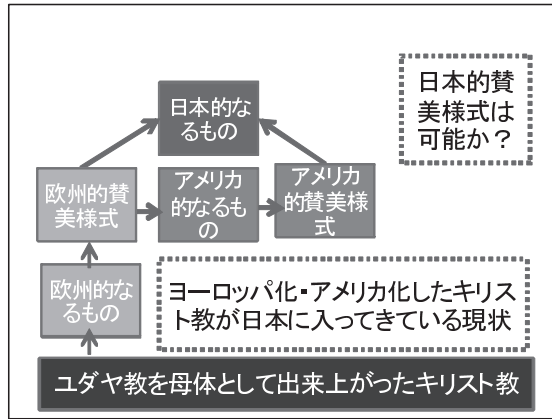 日本的賛
美様式は
可能か？
日本的な
るもの
欧州的賛
美様式
アメリカ
的なるも
の
アメリカ
的賛美様
式
欧州的な
るもの
ヨーロッパ化・アメリカ化したキリス
ト教が日本に入ってきている現状
ユダヤ教を母体として出来上がったキリスト教